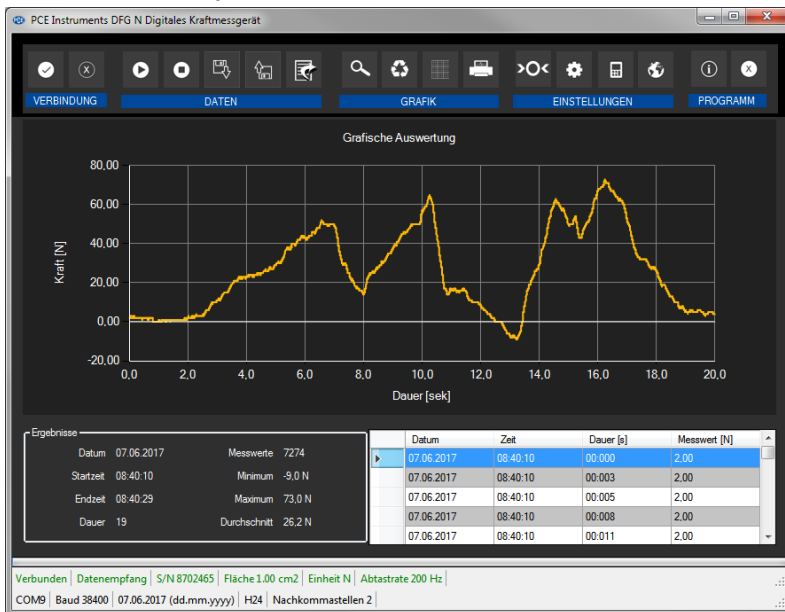 PCE Instruments DFG N Digitales Kraftmessgerät
VERBINDUNG DATEN GRAFIK EINSTELLUNGEN PROGRAMM
Grafische Auswertung
80,00
60,00
40,00
20,00
0,00
-20,00
Kraft [N]
0,0 2,0 4,0 6,0 8,0 10,0 12,0 14,0 16,0 18,0 20,0
Dauer [sek]
Ergebnisse
Datum 07.06.2017 Messwerte 7274
Startzeit 08:40:10 Minimum -9,0 N
Endzeit 08:40:29 Maximum 73,0 N
Dauer 19 Durchschnitt 26,2 N
Datum Zeit Dauer [s] Messwert [N]
07.06.2017 08:40:10 00:000 2,00
07.06.2017 08:40:10 00:003 2,00
07.06.2017 08:40:10 00:005 2,00
07.06.2017 08:40:10 00:008 2,00
07.06.2017 08:40:10 00:011 2,00
Verbunden Datenempfang S/N 8702465 Fläche 1.00 cm2 Einheit N Abtastrate 200 Hz
COM9 Baud 38400 07.06.2017 (dd.mm.yyyy) H24 Nachkommastellen 2